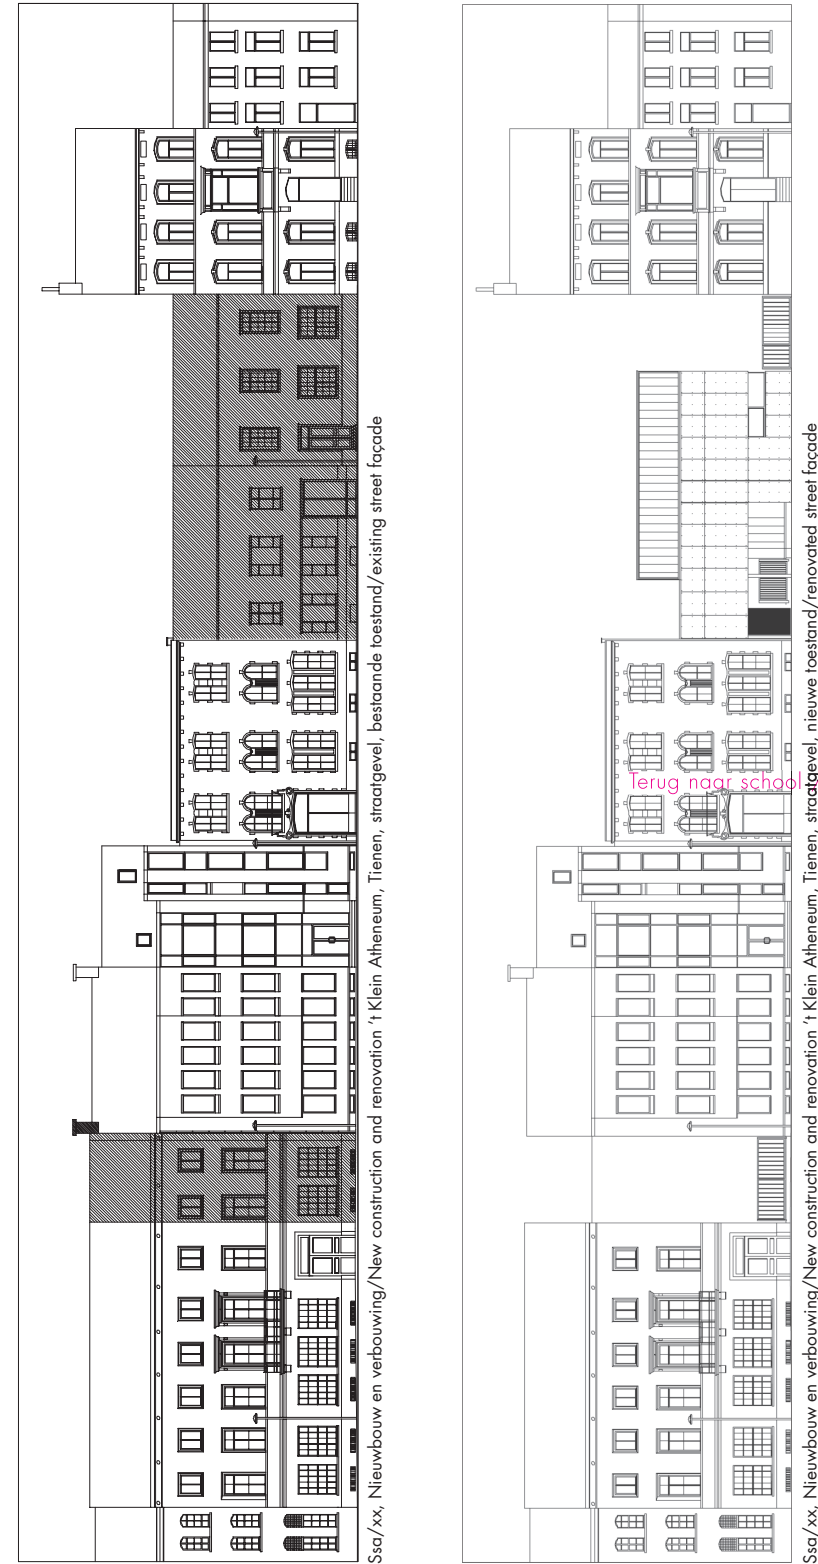 Ssa/xx, Nieuwbouw en verbouwing/New construction and renovation ’t Klein Atheneum, Tienen, straatgevel, bestaande toestand/existing street façade
Terug naar school
Ssa/xx, Nieuwbouw en verbouwing/New construction and renovation ’t Klein Atheneum, Tienen, straatgevel, nieuwe toestand/renovated street façade